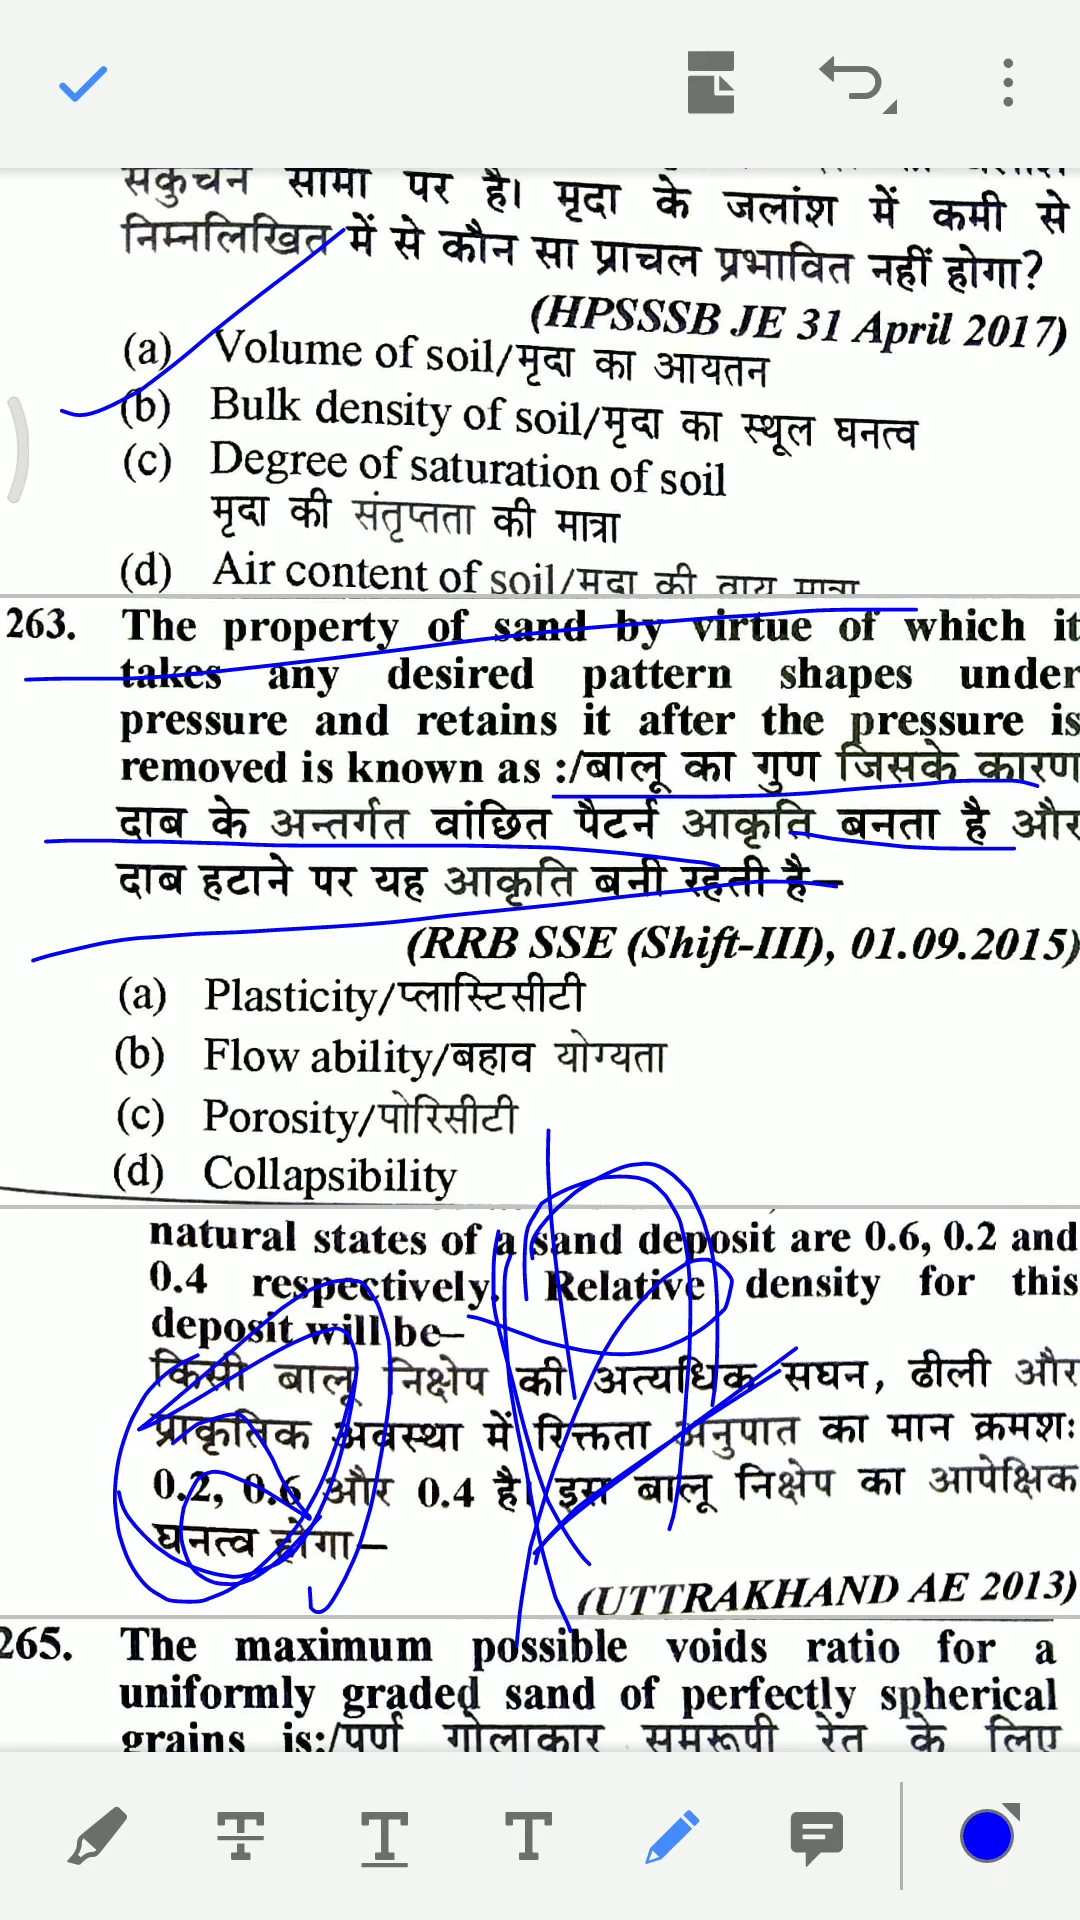 संकुचन सीमा पर है। मृदा के जलांश में कमी से
निम्नलिखित में से कौन सा प्राचल प्रभावित नहीं होगा?
(HPSSSB JE 31 April 2017)
(a) Volume of soil/मृदा का आयतन
(b) Bulk density of soil/मृदा का स्थूल घनत्व
(c) Degree of saturation of soil
मृदा की संतृप्तता की मात्रा
(d) Air content of soil/मृदा की वायु मात्रा
263. The property of sand by virtue of which it
takes any desired pattern shapes under
pressure and retains it after the pressure is
removed is known as :/बालू का गुण जिसके कारण
दाब के अन्तर्गत वांछित पैटर्न आकृति बनता है और
दाब हटाने पर यह आकृति बनी रहती है–
(RRB SSE (Shift-III), 01.09.2015)
(a) Plasticity/प्लास्टिसीटी
(b) Flow ability/बहाव योग्यता
(c) Porosity/पोरिसीटी
(d) Collapsibility
natural states of a sand deposit are 0.6, 0.2 and
0.4 respectively. Relative density for this
deposit will be–
किसी बालू निक्षेप की अत्यधिक सघन, ढीली और
प्राकृतिक अवस्था में रिक्तता अनुपात का मान क्रमशः
0.2, 0.6 और 0.4 है। इस बालू निक्षेप का आपेक्षिक
घनत्व होगा–
(UTTRAKHAND AE 2013)
265. The maximum possible voids ratio for a
uniformly graded sand of perfectly spherical
grains is:/पूर्ण गोलाकार समरूपी रेत के लिए
T T T